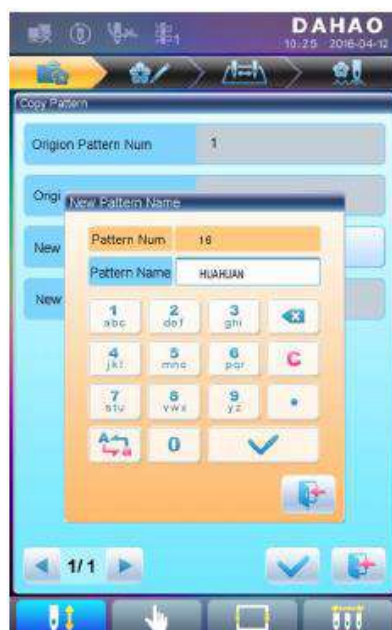 DAHAO
10:25 2016-04-12
1
Copy Pattern
Origion Pattern Num 1
Origi
New Pattern Name
New
Pattern Num 16
Pattern Name HUAHUAN
New
1 2 3
abc def ghi
4 5 6 C
jkl mno pqr
7 8 9 .
stu vwx yz
A a 0
1/1